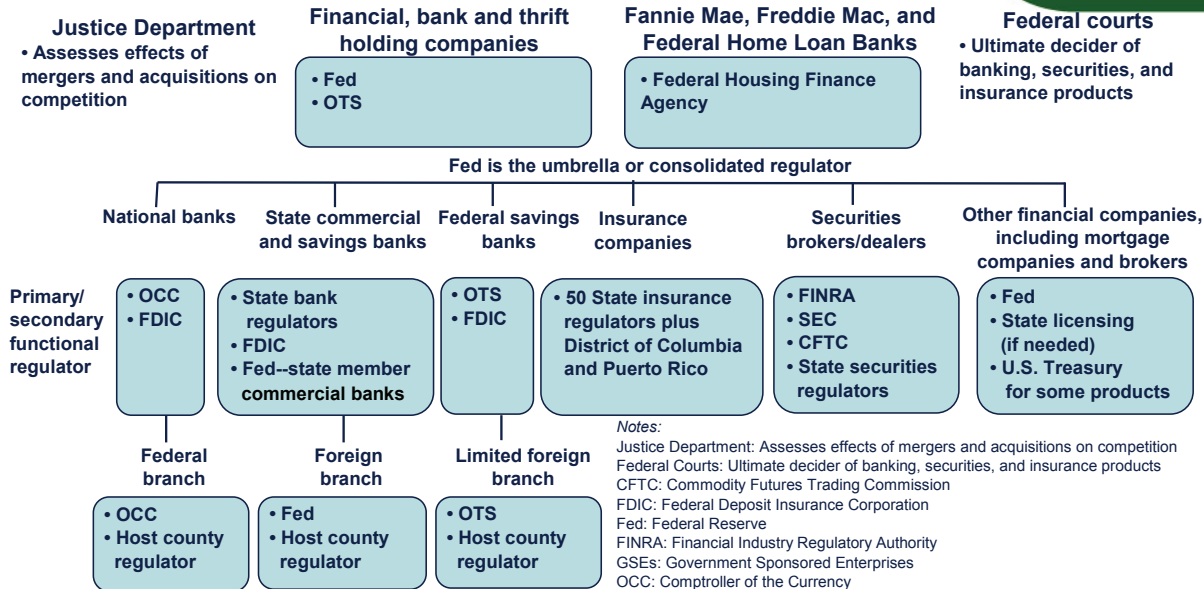 Justice Department
• Assesses effects of
mergers and acquisitions on
competition
Financial, bank and thrift
holding companies
• Fed
• OTS
Fannie Mae, Freddie Mac, and
Federal Home Loan Banks
• Federal Housing Finance
Agency
Federal courts
• Ultimate decider of
banking, securities, and
insurance products
Fed is the umbrella or consolidated regulator
National banks
State commercial
and savings banks
Federal savings
banks
Insurance
companies
Securities
brokers/dealers
Other financial companies,
including mortgage
companies and brokers
Primary/
secondary
functional
regulator
• OCC
• FDIC
• State bank
regulators
• FDIC
• Fed--state member
commercial banks
• OTS
• FDIC
• 50 State insurance
regulators plus
District of Columbia
and Puerto Rico
• FINRA
• SEC
• CFTC
• State securities
regulators
• Fed
• State licensing
(if needed)
• U.S. Treasury
for some products
Federal
branch
Foreign
branch
Limited foreign
branch
• OCC
• Host county
regulator
• Fed
• Host county
regulator
• OTS
• Host county
regulator
Notes:
Justice Department: Assesses effects of mergers and acquisitions on competition
Federal Courts: Ultimate decider of banking, securities, and insurance products
CFTC: Commodity Futures Trading Commission
FDIC: Federal Deposit Insurance Corporation
Fed: Federal Reserve
FINRA: Financial Industry Regulatory Authority
GSEs: Government Sponsored Enterprises
OCC: Comptroller of the Currency